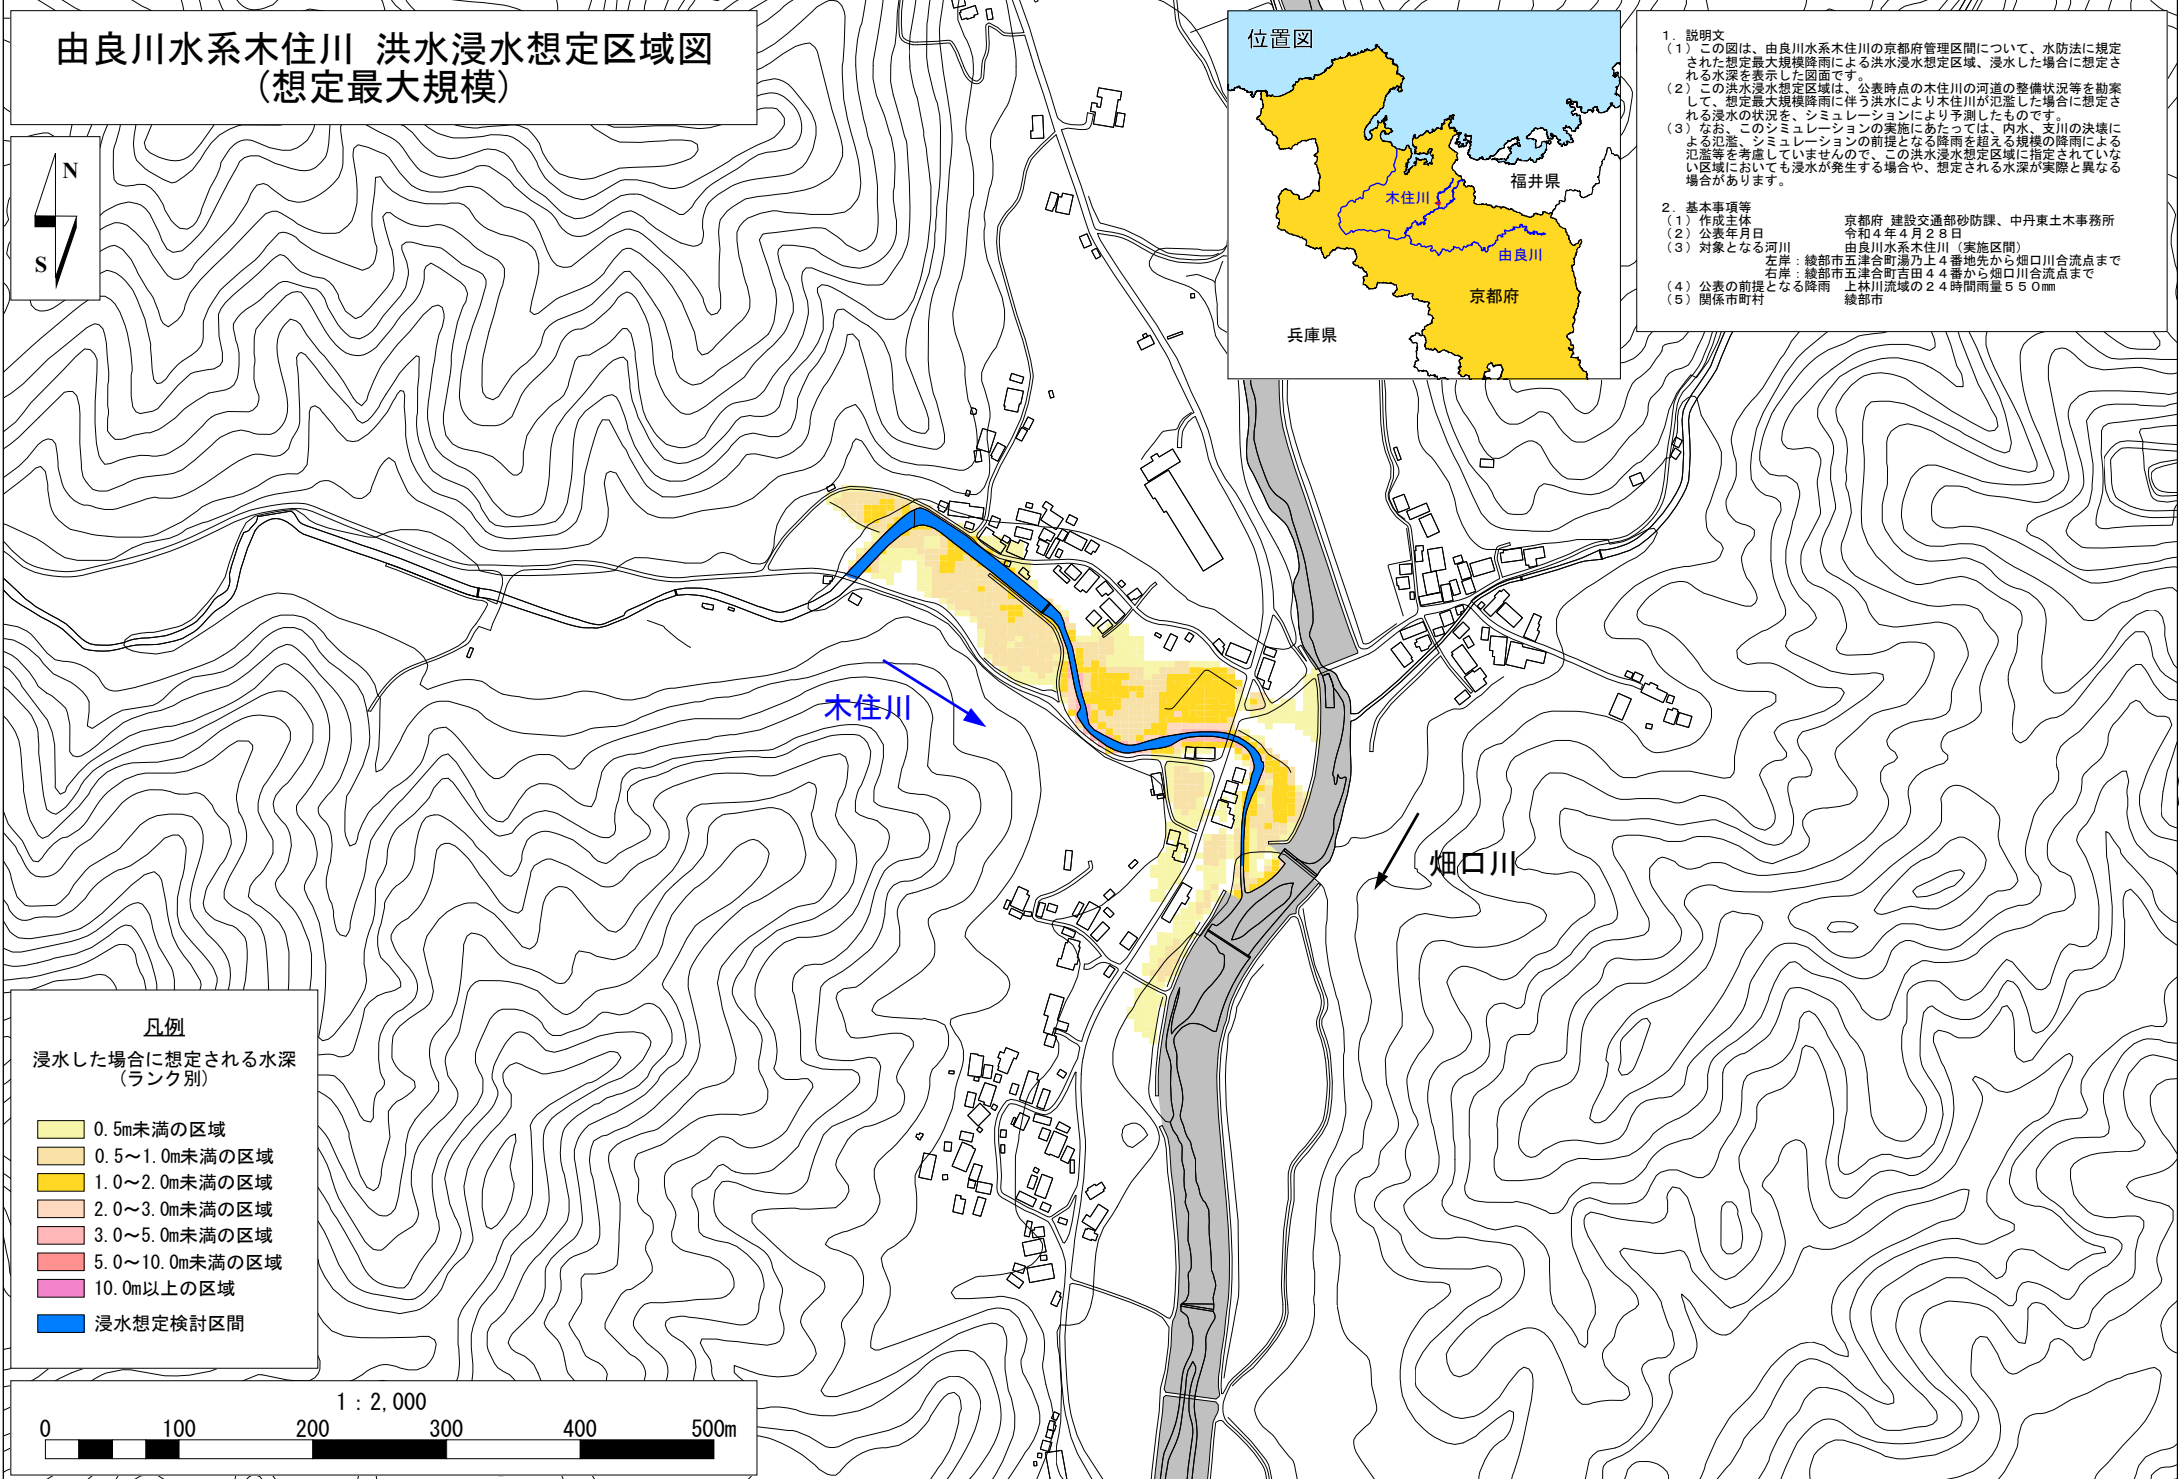 由良川水系木住川 洪水浸水想定区域図
(想定最大規模)
N
S
位置図
福井県
木住川
由良川
京都府
兵庫県
1．説明文
（1）この図は、由良川水系木住川の京都府管理区間について、水防法に規定
された想定最大規模降雨による洪水浸水想定区域、浸水した場合に想定さ
れる水深を表示した図面です。
（2）この洪水浸水想定区域は、公表時点の木住川の河道の整備状況等を勘案
して、想定最大規模降雨に伴う洪水により木住川が氾濫した場合に想定さ
れる浸水の状況を、シミュレーションにより予測したものです。
（3）なお、このシミュレーションの実施にあたっては、内水、支川の決壊に
よる氾濫、シミュレーションの前提となる降雨を超える規模の降雨による
氾濫等を考慮していませんので、この洪水浸水想定区域に指定されていな
い区域においても浸水が発生する場合や、想定される水深が実際と異なる
場合があります。
2．基本事項等
（1）作成主体 京都府 建設交通部砂防課、中丹東土木事務所
（2）公表年月日 令和４年４月２８日
（3）対象となる河川 由良川水系木住川（実施区間）
左岸：綾部市五津合町湯乃上４番地先から畑口川合流点まで
右岸：綾部市五津合町吉田４４番から畑口川合流点まで
（4）公表の前提となる降雨 上林川流域の２４時間雨量５５０㎜
（5）関係市町村 綾部市
木住川
畑口川
凡例
浸水した場合に想定される水深
(ランク別)
0.5m未満の区域
0.5～1.0m未満の区域
1.0～2.0m未満の区域
2.0～3.0m未満の区域
3.0～5.0m未満の区域
5.0～10.0m未満の区域
10.0m以上の区域
浸水想定検討区間
1：2,000
0 100 200 300 400 500m